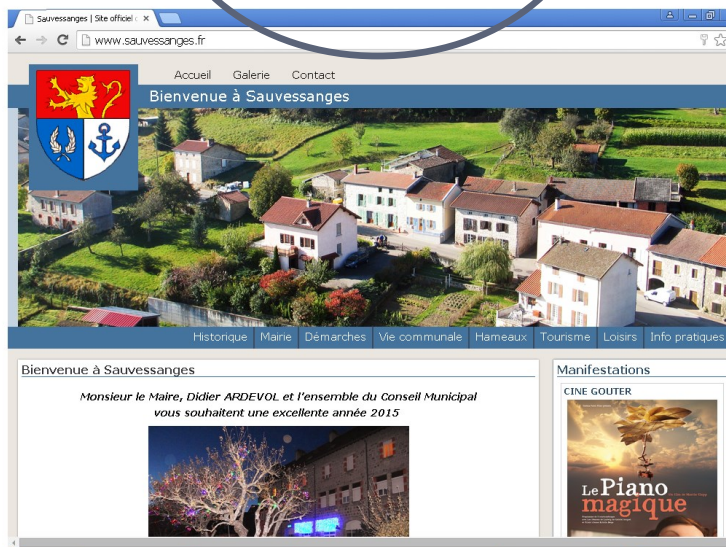 Sauvessanges | Site officiel
www.sauvessanges.fr
Accueil Galerie Contact
Bienvenue à Sauvessanges
Historique Mairie Démarches Vie communale Hameaux Tourisme Loisirs Info pratiques
Bienvenue à Sauvessanges
Monsieur le Maire, Didier ARDEVOL et l'ensemble du Conseil Municipal
vous souhaitent une excellente année 2015
Manifestations
CINE GOUTER
Le Piano
magique